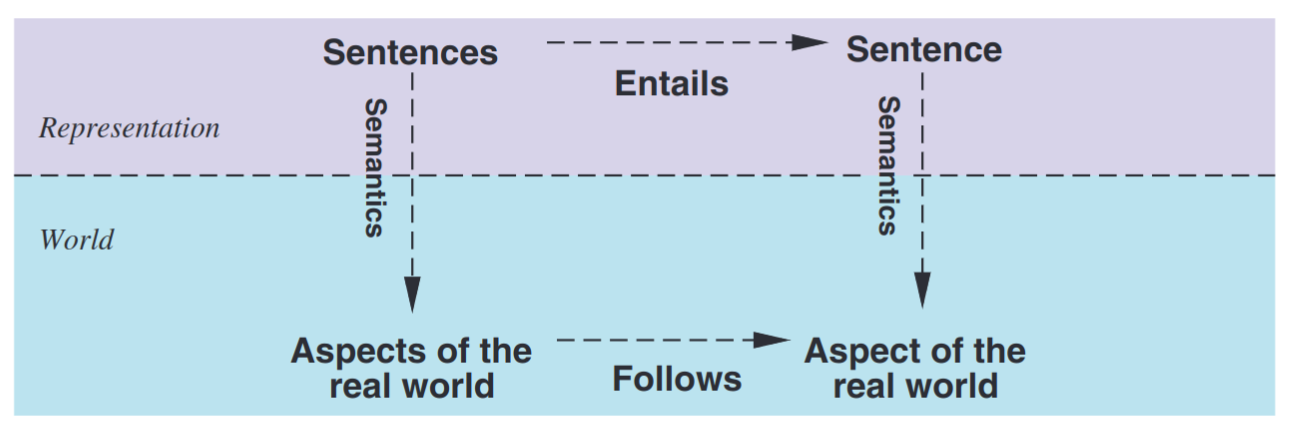 Sentences
Sentence
Entails
Semantics
Semantics
Representation
World
Aspects of the
real world
Follows
Aspect of the
real world